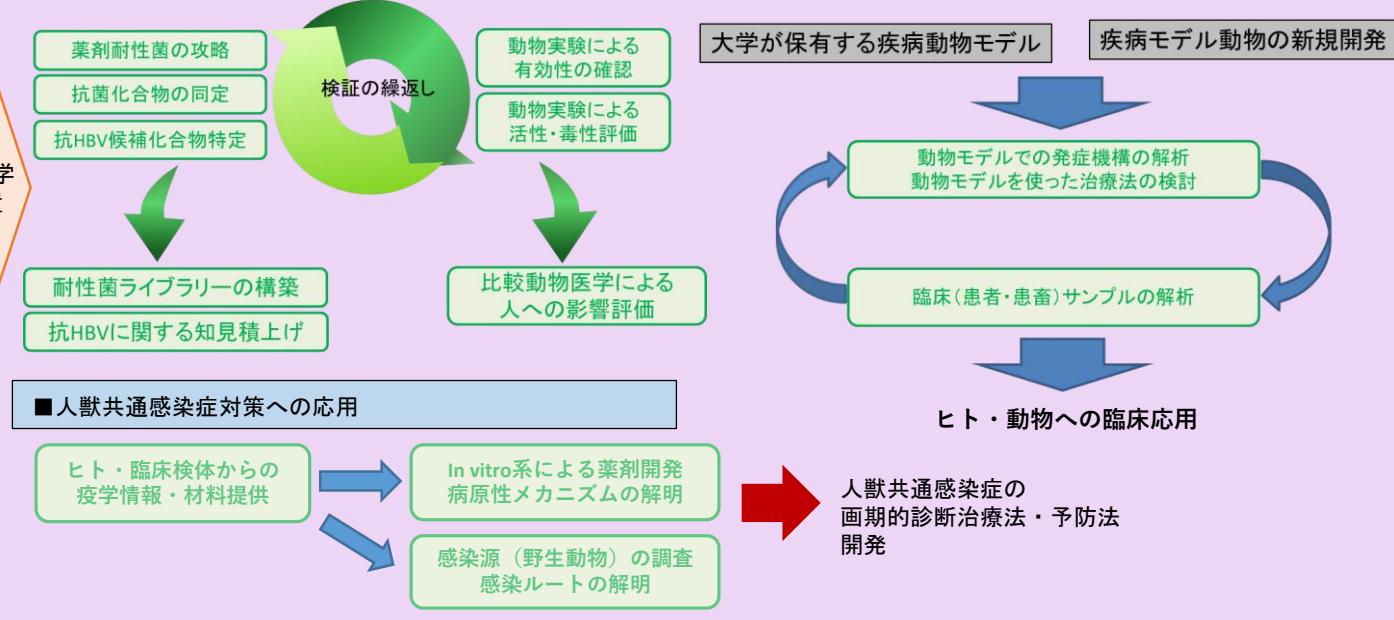 薬剤耐性菌の攻略
抗菌化合物の同定
抗HBV候補化合物特定
検証の繰返し
動物実験による
有効性の確認
動物実験による
活性・毒性評価
学
耐性菌ライブラリーの構築
抗HBVに関する知見積上げ
比較動物医学による
人への影響評価
大学が保有する疾病動物モデル
疾病モデル動物の新規開発
動物モデルでの発症機構の解析
動物モデルを使った治療法の検討
臨床(患者・患畜)サンプルの解析
ヒト・動物への臨床応用
■人獣共通感染症対策への応用
ヒト・臨床検体からの
疫学情報・材料提供
In vitro系による薬剤開発
病原性メカニズムの解明
感染源（野生動物）の調査
感染ルートの解明
人獣共通感染症の
画期的診断治療法・予防法
開発